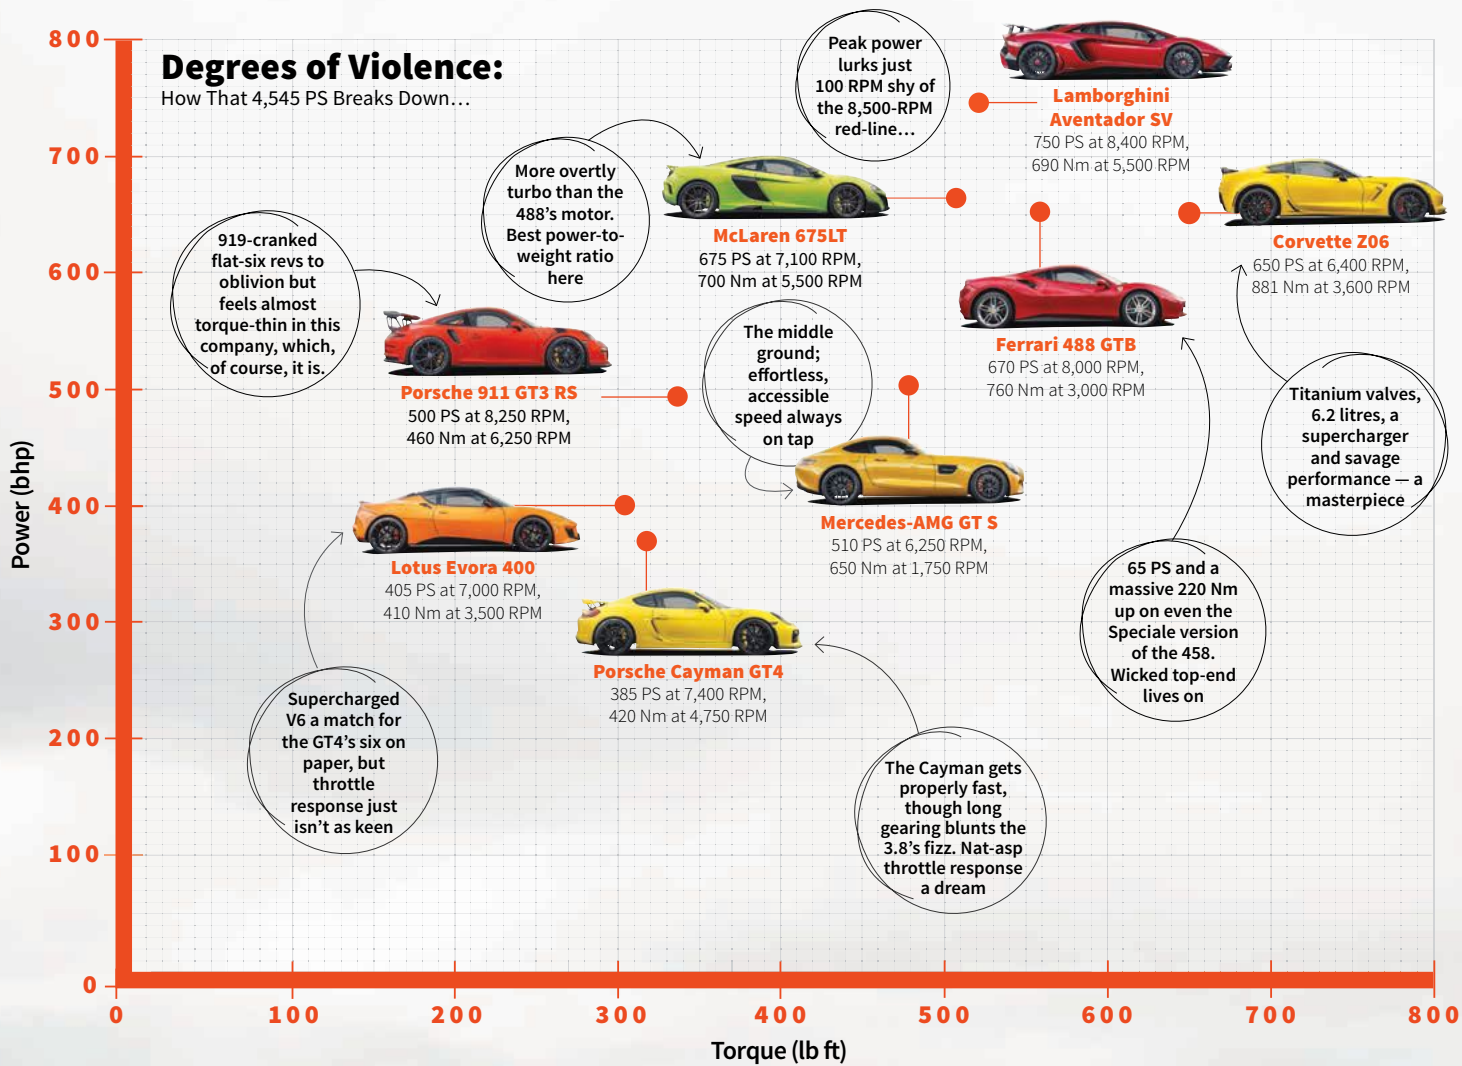 Degrees of Violence:
How That 4,545 PS Breaks Down…
Power (bhp)
800
700
600
500
400
300
200
100
0
0
100
200
300
400
500
600
700
800
Torque (lb ft)
Peak power
lurks just
100 RPM shy of
the 8,500-RPM
red-line…
Lamborghini
Aventador SV
750 PS at 8,400 RPM,
690 Nm at 5,500 RPM
More overtly
turbo than the
488’s motor.
Best power-to-
weight ratio
here
McLaren 675LT
675 PS at 7,100 RPM,
700 Nm at 5,500 RPM
Corvette Z06
650 PS at 6,400 RPM,
881 Nm at 3,600 RPM
919-cranked
flat-six revs to
oblivion but
feels almost
torque-thin in this
company, which,
of course, it is.
Porsche 911 GT3 RS
500 PS at 8,250 RPM,
460 Nm at 6,250 RPM
The middle
ground;
effortless,
accessible
speed always
on tap
Ferrari 488 GTB
670 PS at 8,000 RPM,
760 Nm at 3,000 RPM
Titanium valves,
6.2 litres, a
supercharger
and savage
performance — a
masterpiece
Mercedes-AMG GT S
510 PS at 6,250 RPM,
650 Nm at 1,750 RPM
Lotus Evora 400
405 PS at 7,000 RPM,
410 Nm at 3,500 RPM
65 PS and a
massive 220 Nm
up on even the
Speciale version
of the 458.
Wicked top-end
lives on
Porsche Cayman GT4
385 PS at 7,400 RPM,
420 Nm at 4,750 RPM
Supercharged
V6 a match for
the GT4’s six on
paper, but
throttle
response just
isn’t as keen
The Cayman gets
properly fast,
though long
gearing blunts the
3.8’s fizz. Nat-asp
throttle response
a dream